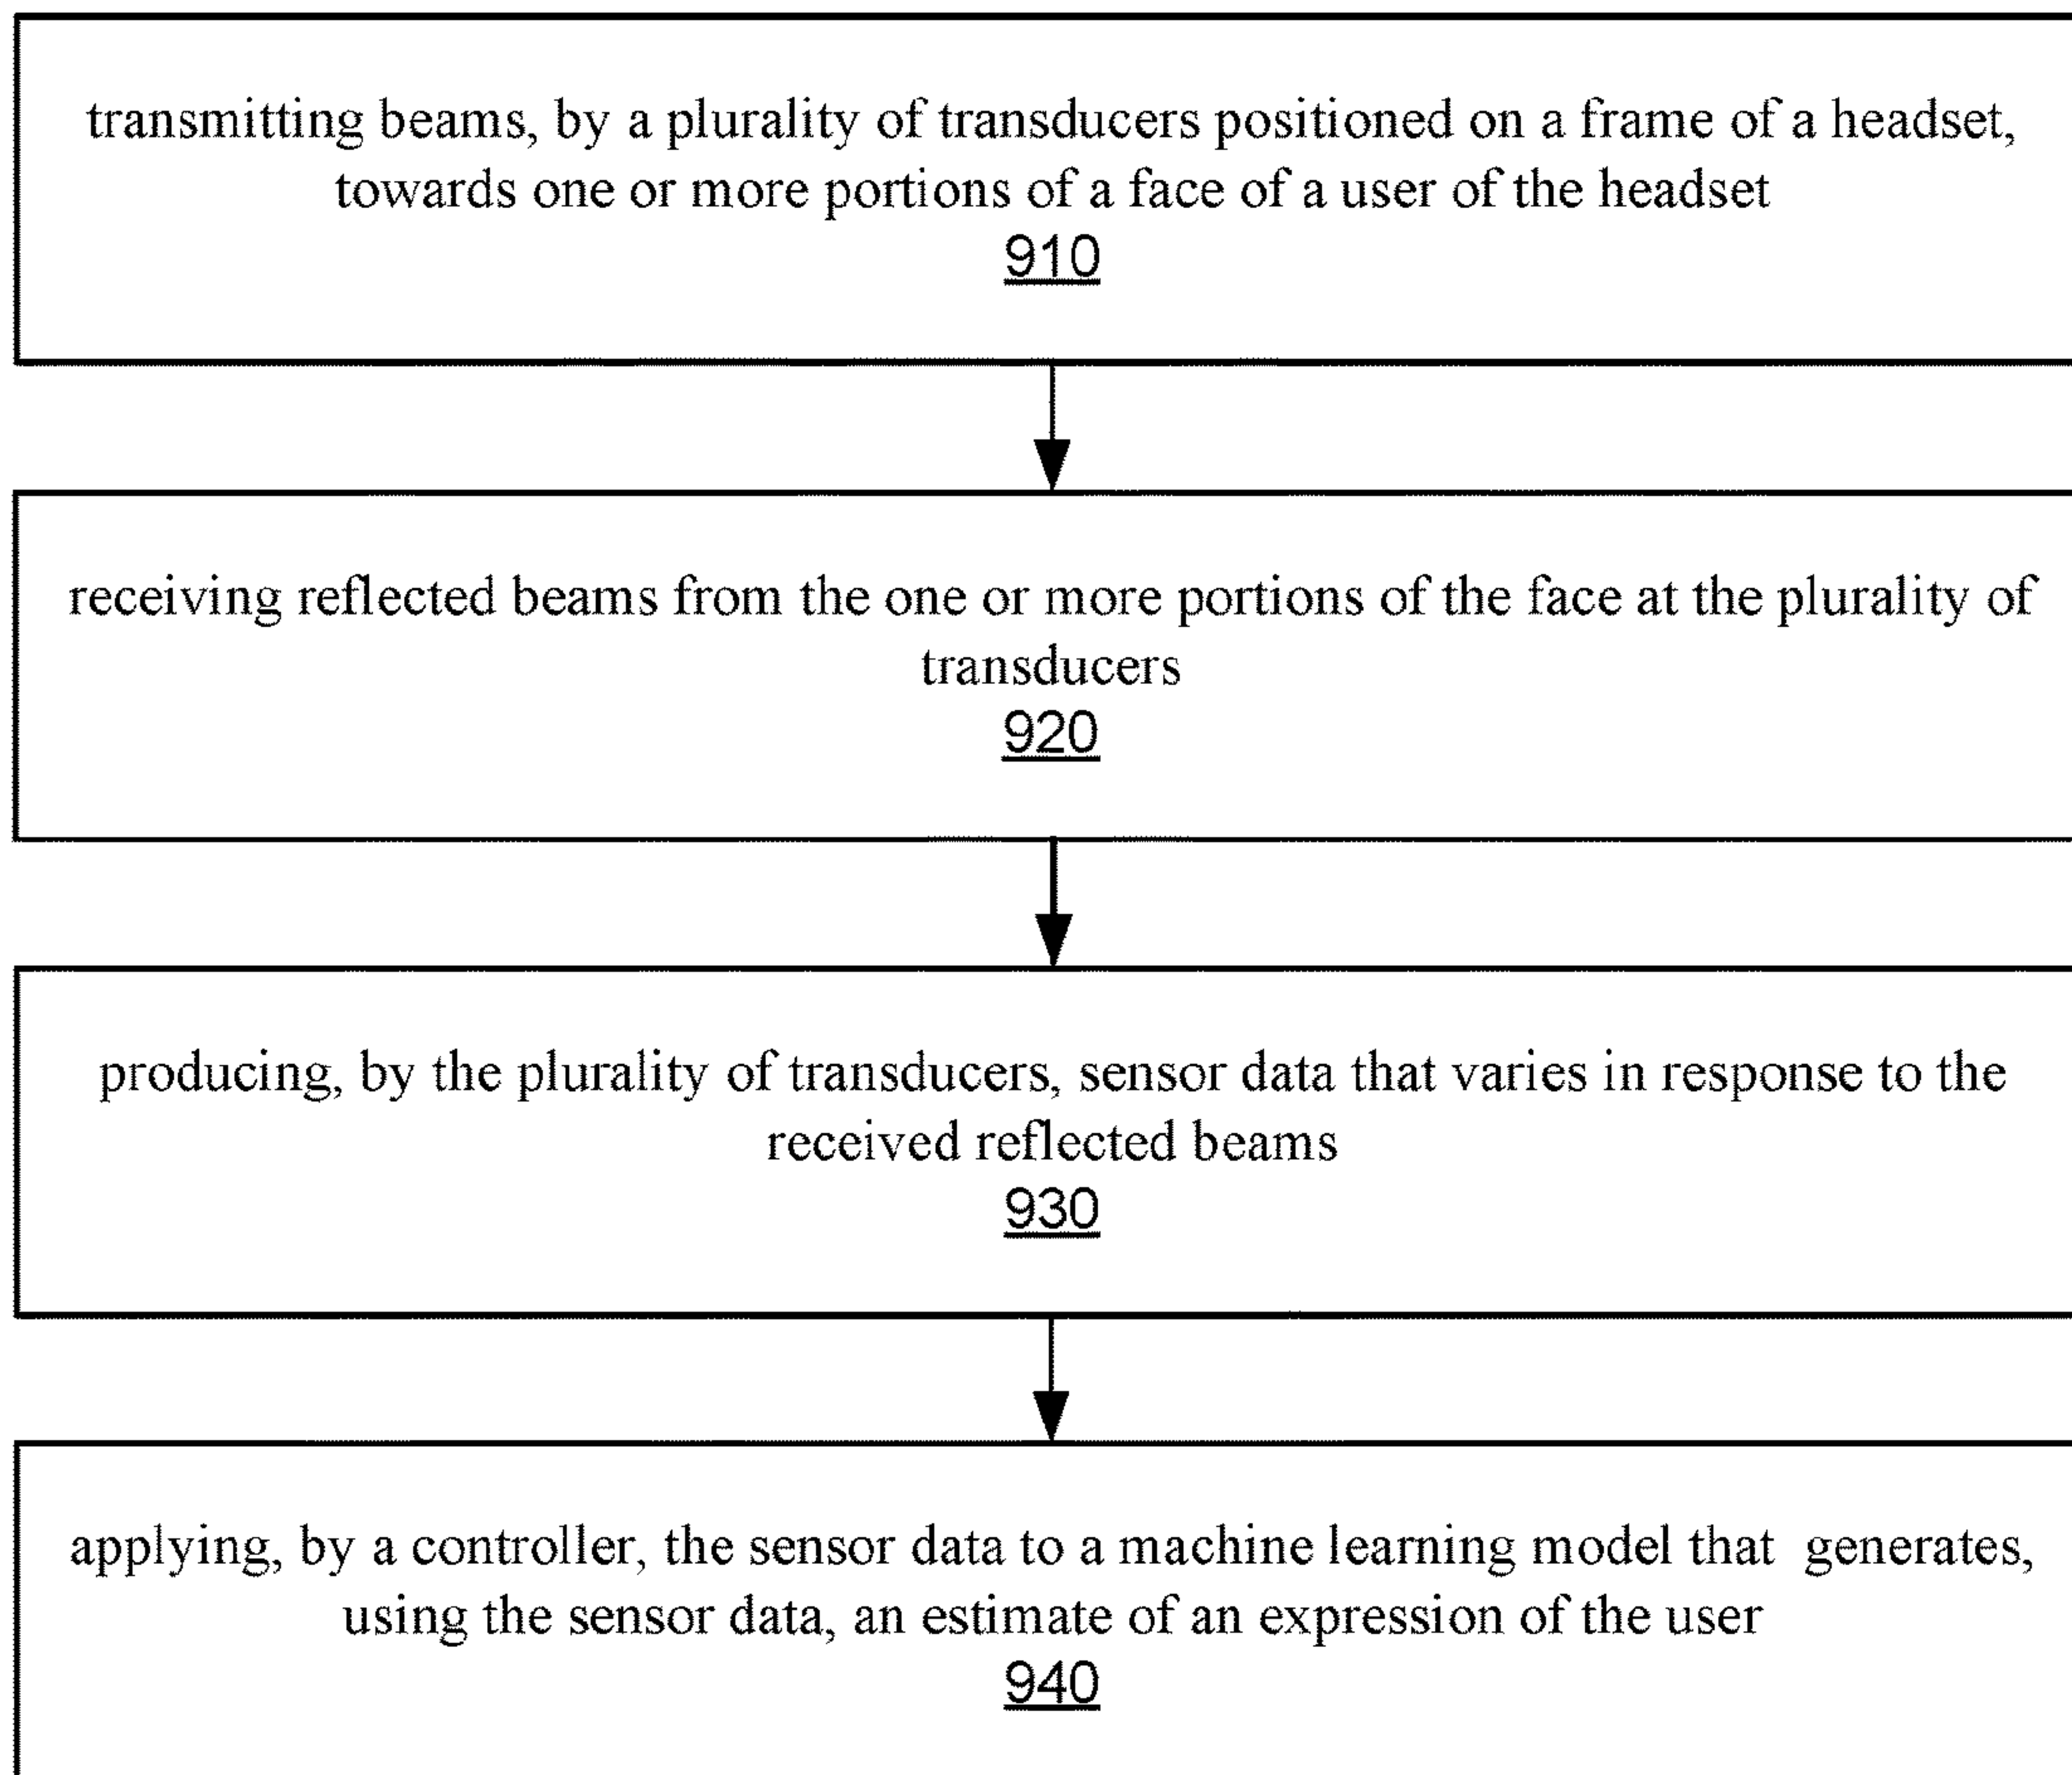 transmitting beams, by a plurality of transducers positioned on a frame of a headset,
towards one or more portions of a face of a user of the headset
910
receiving reflected beams from the one or more portions of the face at the plurality of
transducers
920
producing, by the plurality of transducers, sensor data that varies in response to the
received reflected beams
930
applying, by a controller, the sensor data to a machine learning model that generates,
using the sensor data, an estimate of an expression of the user
940